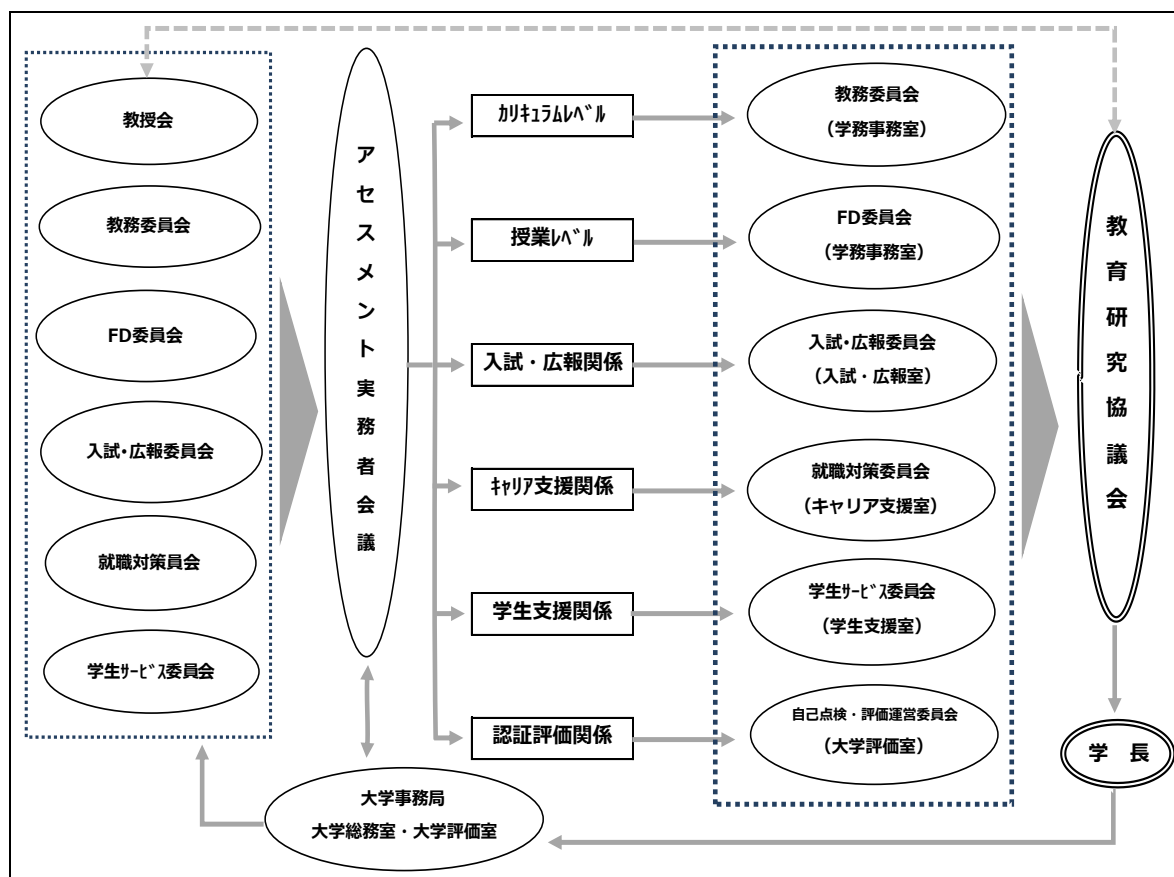 教授会
教務委員会
FD委員会
入試・広報委員会
就職対策員会
学生ｻｰﾋﾞｽ委員会
アセスメント実務者会議
ｶﾘｷｭﾗﾑﾚﾍﾞﾙ
授業ﾚﾍﾞﾙ
入試・広報関係
ｷｬﾘｱ支援関係
学生支援関係
認証評価関係
教務委員会
（学務事務室）
FD委員会
（学務事務室）
入試・広報委員会
（入試・広報室）
就職対策委員会
（キャリア支援室）
学生ｻｰﾋﾞｽ委員会
（学生支援室）
自己点検・評価運営委員会
（大学評価室）
教育研究協議会
学　長
大学事務局
大学総務室・大学評価室